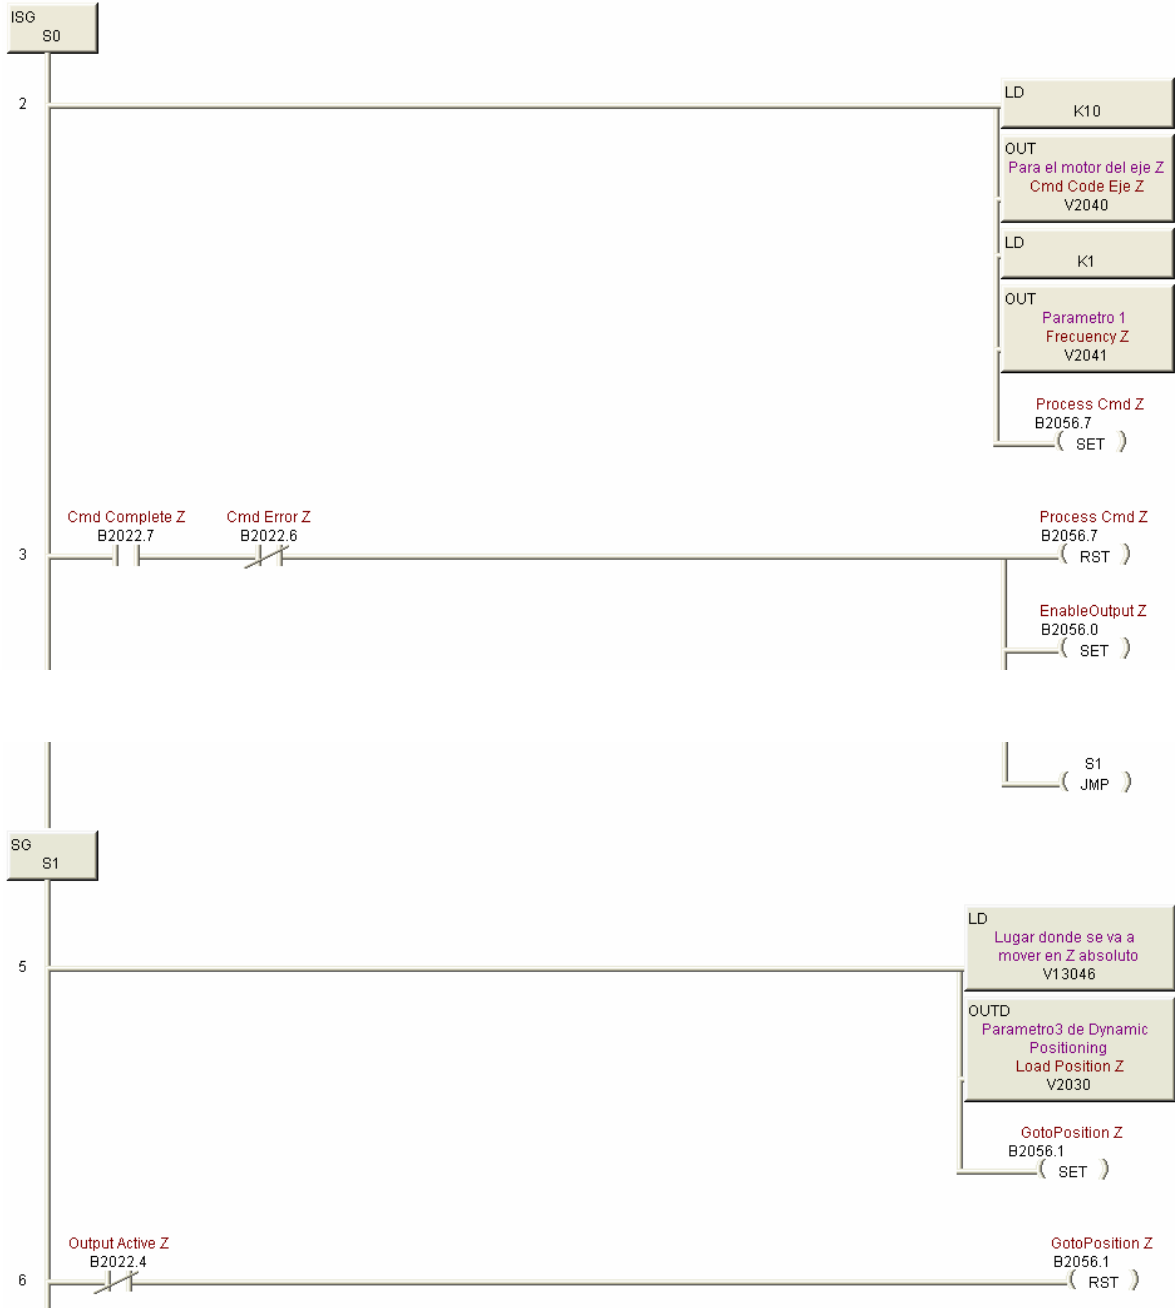 ISG
S0
2
LD
K10
OUT
Para el motor del eje Z
Cmd Code Eje Z
V2040
LD
K1
OUT
Parametro 1
Frecuency Z
V2041
Process Cmd Z
B2056.7
SET
3
Cmd Complete Z
B2022.7
Cmd Error Z
B2022.6
Process Cmd Z
B2056.7
RST
EnableOutput Z
B2056.0
SET
S1
JMP
SG
S1
5
LD
Lugar donde se va a
mover en Z absoluto
V13046
OUTD
Parametro3 de Dynamic
Positioning
Load Position Z
V2030
GotoPosition Z
B2056.1
SET
6
Output Active Z
B2022.4
GotoPosition Z
B2056.1
RST